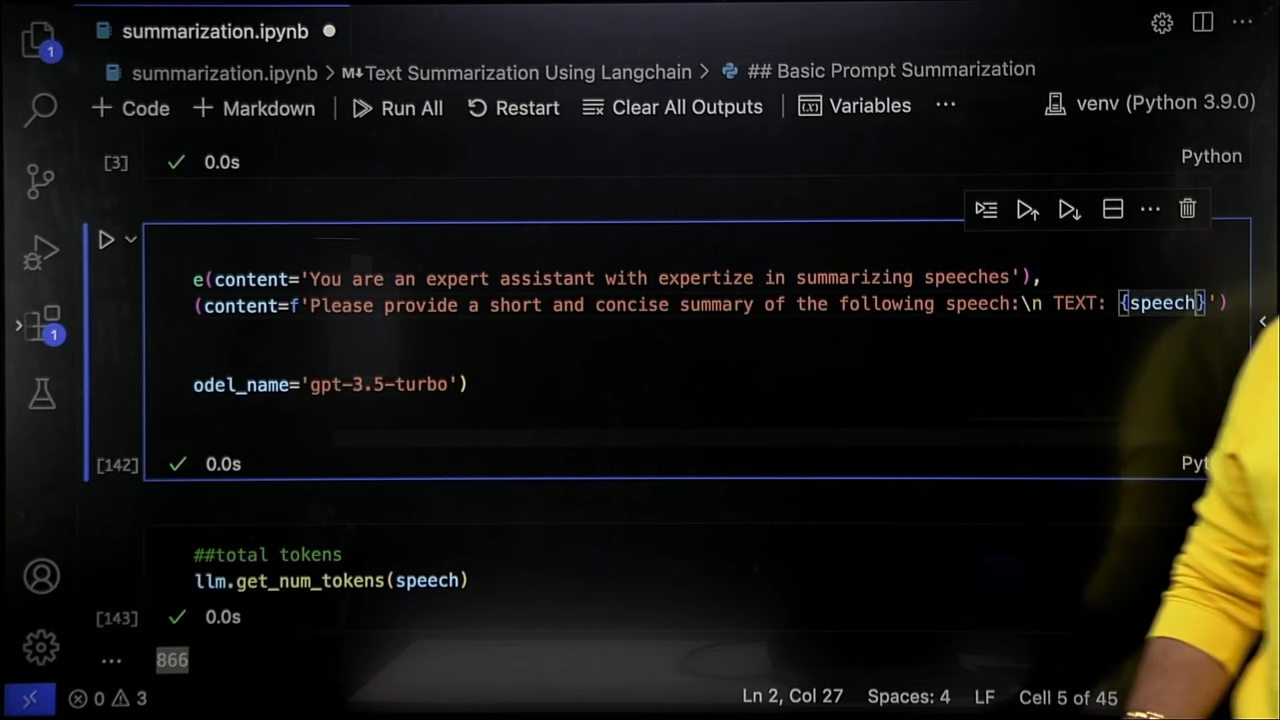 summarization.ipynb
1
summarization.ipynb > M↓Text Summarization Using Langchain > ## Basic Prompt Summarization
+ Code + Markdown | Run All Restart Clear All Outputs | Variables ... venv (Python 3.9.0)
[3] ✓ 0.0s Python
e(content='You are an expert assistant with expertize in summarizing speeches'),
(content=f'Please provide a short and concise summary of the following speech:\n TEXT: {speech}')
1
odel_name='gpt-3.5-turbo')
[142] ✓ 0.0s Pyt
##total tokens
llm.get_num_tokens(speech)
[143] ✓ 0.0s
... 866
0 3 Ln 2, Col 27 Spaces: 4 LF Cell 5 of 45